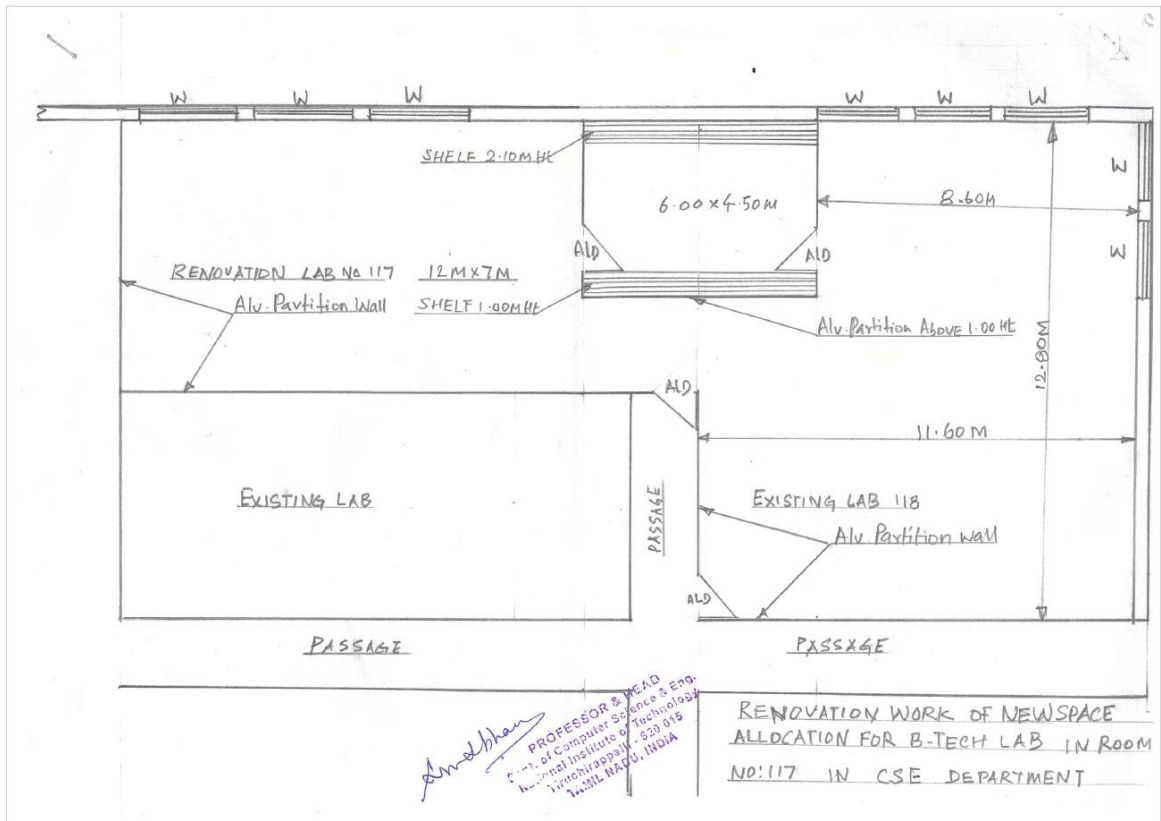 W W W W W W
SHELF 2.10M Ht
W
6.00 x 4.50M
8.60M
ALD ALD
W
RENOVATION LAB No 117 12M X 7M
Alu. Partition Wall
SHELF 1.00M Ht
Alu. Partition ABOVE 1.00 Ht
12.80M
ALD
11.60 M
EXISTING LAB
PASSAGE
EXISTING LAB 118
Alu. Partition wall
ALD
PASSAGE
PASSAGE
PROFESSOR & HEAD
Dept. of Computer Science & Eng.
National Institute of Technology
Tiruchirappalli - 620 015
TAMIL NADU, INDIA
RENOVATION WORK OF NEWSPACE
ALLOCATION FOR B-TECH LAB IN ROOM
NO: 117 IN CSE DEPARTMENT